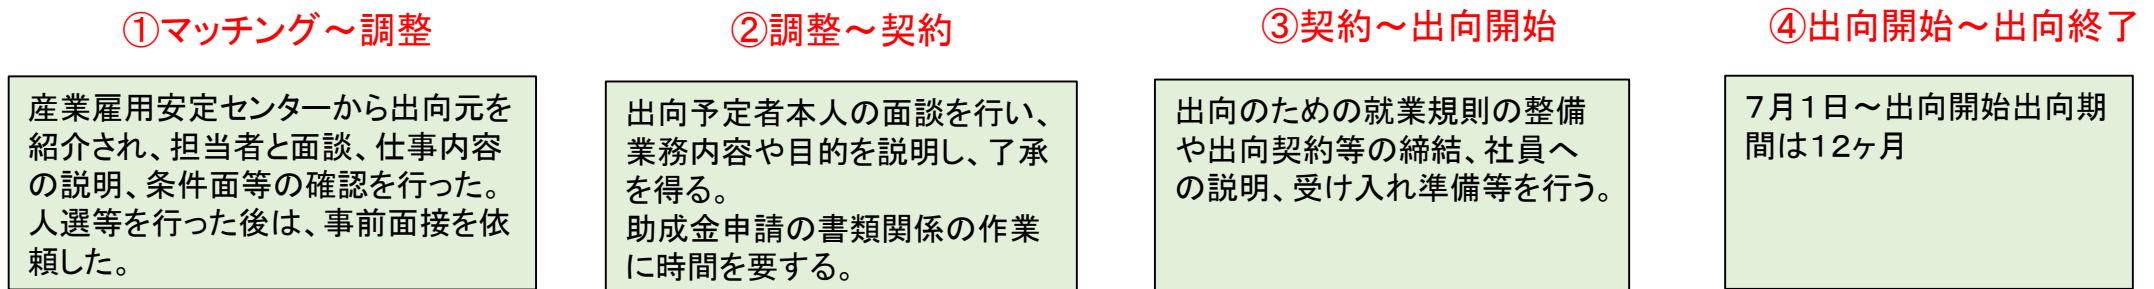 ①マッチング～調整
産業雇用安定センターから出向元を
紹介され、担当者と面談、仕事内容
の説明、条件面等の確認を行った。
人選等を行った後は、事前面接を依
頼した。
②調整～契約
出向予定者本人の面談を行い、
業務内容や目的を説明し、了承
を得る。
助成金申請の書類関係の作業
に時間を要する。
③契約～出向開始
出向のための就業規則の整備
や出向契約等の締結、社員へ
の説明、受け入れ準備等を行う。
④出向開始～出向終了
７月１日～出向開始出向期
間は１２ヶ月